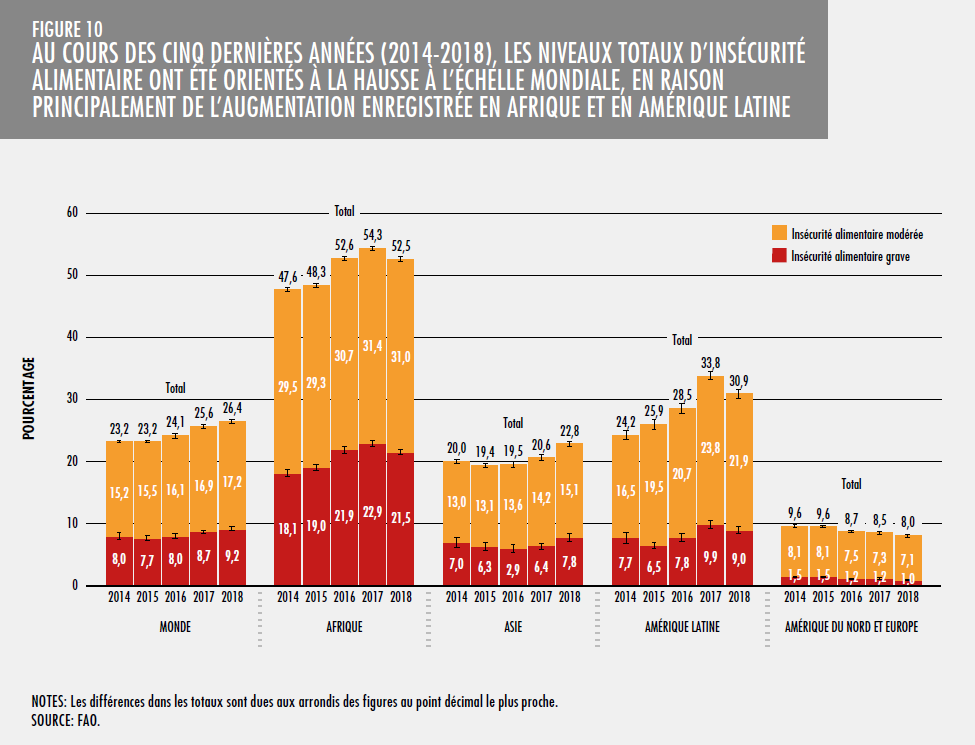 FIGURE 10
AU COURS DES CINQ DERNIÈRES ANNÉES (2014-2018), LES NIVEAUX TOTAUX D’INSÉCURITÉ
ALIMENTAIRE ONT ÉTÉ ORIENTÉS À LA HAUSSE À L’ÉCHELLE MONDIALE, EN RAISON
PRINCIPALEMENT DE L’AUGMENTATION ENREGISTRÉE EN AFRIQUE ET EN AMÉRIQUE LATINE
POURCENTAGE
60
50
40
30
20
10
0
Insécurité alimentaire modérée
Insécurité alimentaire grave
Total
23,2 23,2 24,1 25,6 26,4
15,2 15,5 16,1 16,9 17,2
8,0 7,7 8,0 8,7 9,2
2014 2015 2016 2017 2018
MONDE
Total
47,6 48,3 52,6 54,3 52,5
29,5 29,3 30,7 31,4 31,0
18,1 19,0 21,9 22,9 21,5
2014 2015 2016 2017 2018
AFRIQUE
Total
20,0 19,4 19,5 20,6 22,8
13,0 13,1 13,6 14,2 15,1
7,0 6,3 2,9 6,4 7,8
2014 2015 2016 2017 2018
ASIE
Total
24,2 25,9 28,5 33,8 30,9
16,5 19,5 20,7 23,8 21,9
7,7 6,5 7,8 9,9 9,0
2014 2015 2016 2017 2018
AMÉRIQUE LATINE
Total
9,6 9,6 8,7 8,5 8,0
8,1 8,1 7,5 7,3 7,1
1,5 1,5 1,2 1,2 1,0
2014 2015 2016 2017 2018
AMÉRIQUE DU NORD ET EUROPE
NOTES: Les différences dans les totaux sont dues aux arrondis des figures au point décimal le plus proche.
SOURCE: FAO.